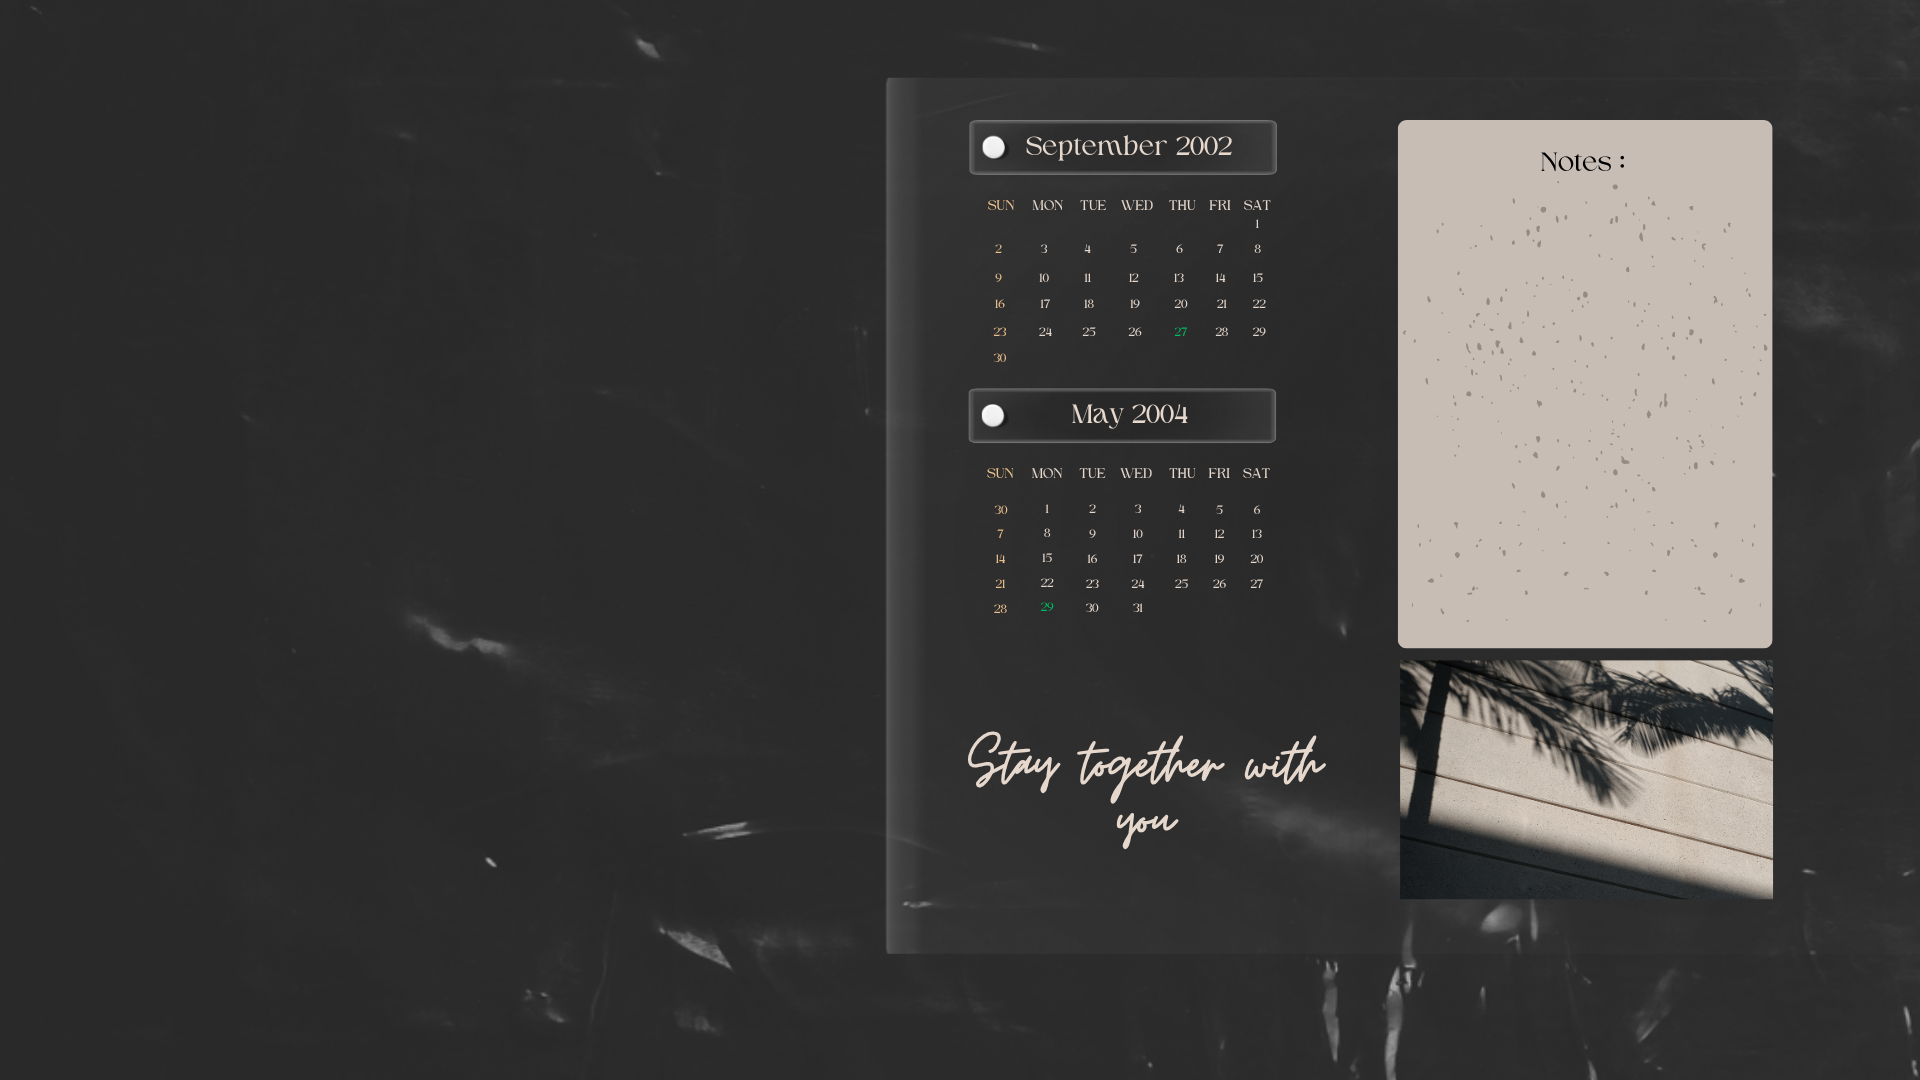 September 2002
SUN MON TUE WED THU FRI SAT
1
2 3 4 5 6 7 8
9 10 11 12 13 14 15
16 17 18 19 20 21 22
23 24 25 26 27 28 29
30
May 2004
SUN MON TUE WED THU FRI SAT
30 1 2 3 4 5 6
7 8 9 10 11 12 13
14 15 16 17 18 19 20
21 22 23 24 25 26 27
28 29 30 31
Stay together with
you
Notes :